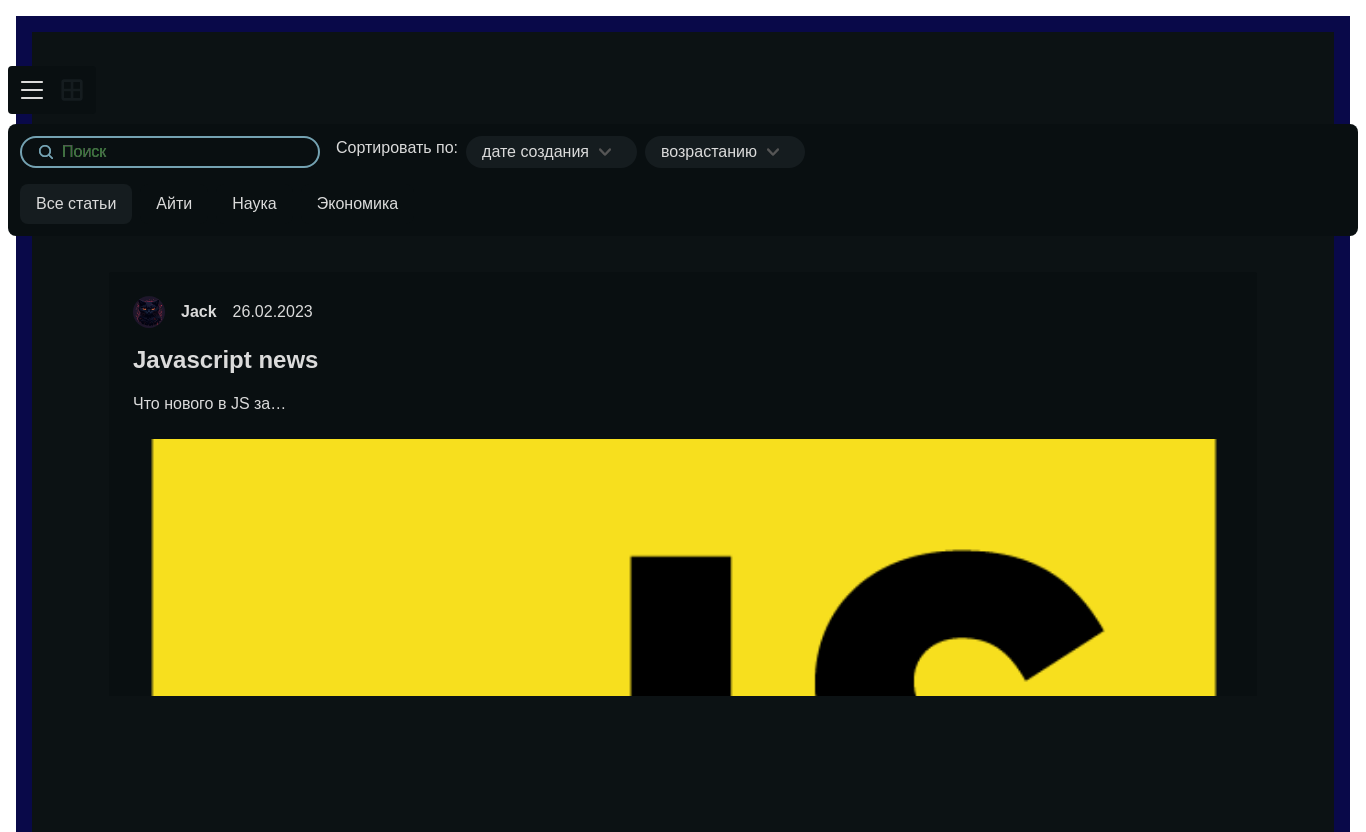 Поиск
Сортировать по: дате создания возрастанию
Все статьи Айти Наука Экономика
Jack 26.02.2023
Javascript news
Что нового в JS за…
JS